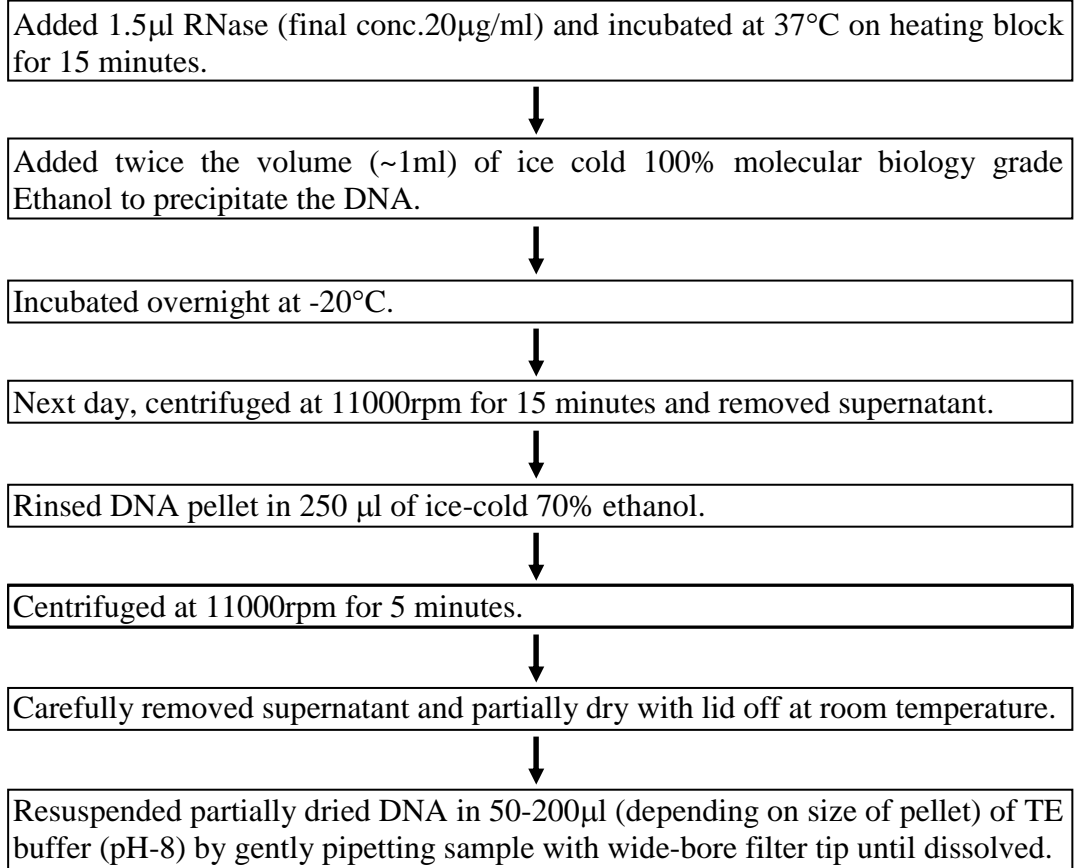 Added 1.5µl RNase (final conc.20µg/ml) and incubated at 37°C on heating block
for 15 minutes.
Added twice the volume (~1ml) of ice cold 100% molecular biology grade
Ethanol to precipitate the DNA.
Incubated overnight at -20°C.
Next day, centrifuged at 11000rpm for 15 minutes and removed supernatant.
Rinsed DNA pellet in 250 µl of ice-cold 70% ethanol.
Centrifuged at 11000rpm for 5 minutes.
Carefully removed supernatant and partially dry with lid off at room temperature.
Resuspended partially dried DNA in 50-200µl (depending on size of pellet) of TE
buffer (pH-8) by gently pipetting sample with wide-bore filter tip until dissolved.